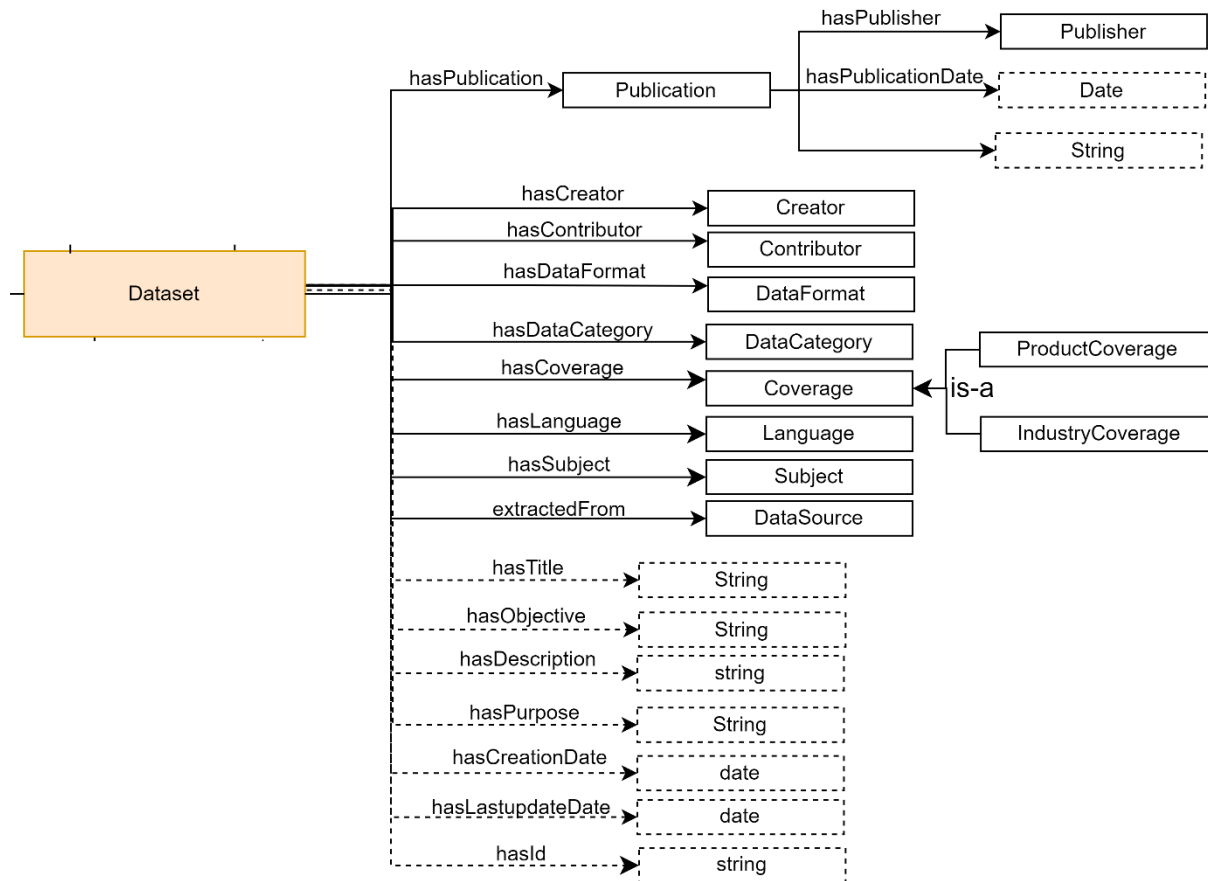 hasPublisher
Publisher
hasPublication
Publication
hasPublicationDate
Date
String
hasCreator
Creator
hasContributor
Contributor
hasDataFormat
DataFormat
Dataset
hasDataCategory
DataCategory
ProductCoverage
hasCoverage
Coverage
is-a
hasLanguage
Language
IndustryCoverage
hasSubject
Subject
extractedFrom
DataSource
hasTitle
String
hasObjective
String
hasDescription
string
hasPurpose
String
hasCreationDate
date
hasLastupdateDate
date
hasId
string